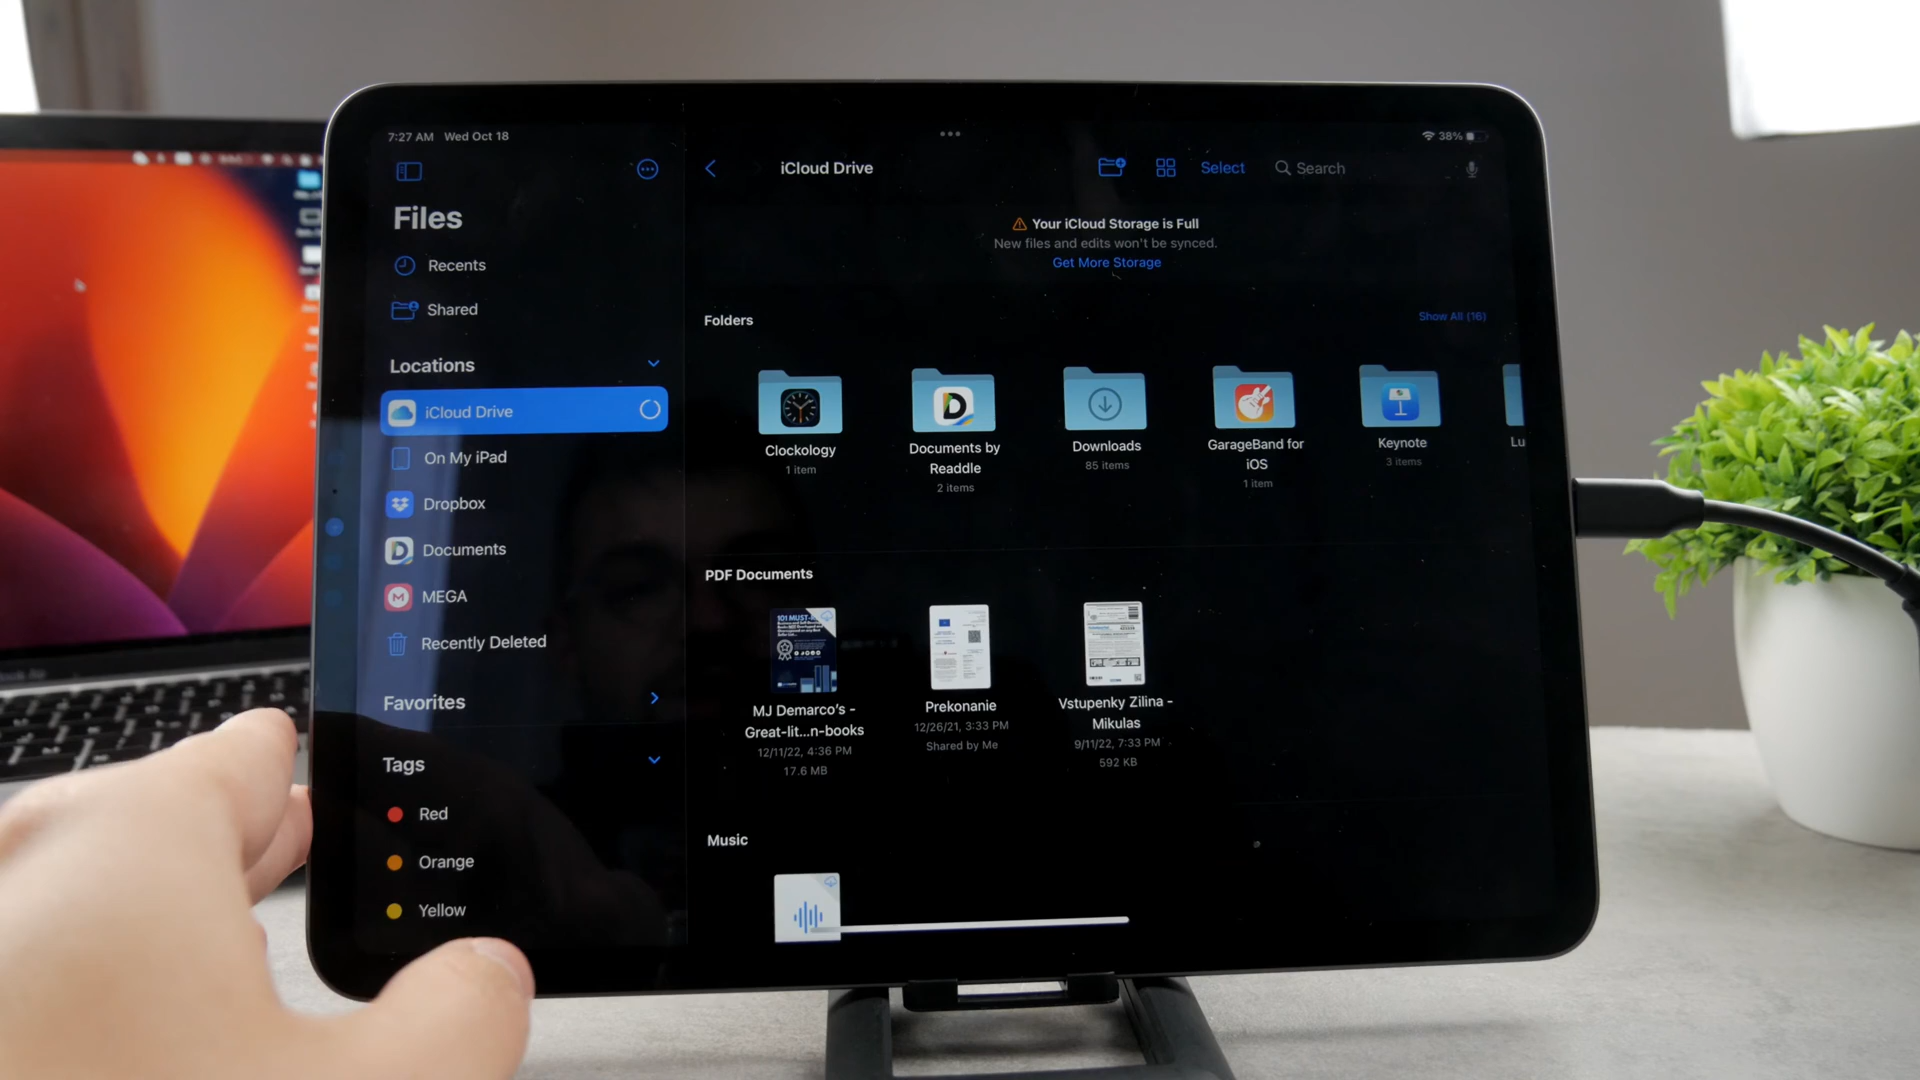 7:27 AM Wed Oct 18
38%
Files
Recents
Shared
Locations
iCloud Drive
On My iPad
Dropbox
Documents
MEGA
Recently Deleted
Favorites
Tags
Red
Orange
Yellow
iCloud Drive
Select
Search
Your iCloud Storage is Full
New files and edits won't be synced.
Get More Storage
Folders
Show All (16)
Clockology
1 item
Documents by
Readdle
2 items
Downloads
85 items
GarageBand for
iOS
1 item
Keynote
3 items
Lu
PDF Documents
101 MUST-
MJ Demarco's -
Great-lit...n-books
12/11/22, 4:36 PM
17.6 MB
Prekonanie
12/26/21, 3:33 PM
Shared by Me
Vstupenky Zilina -
Mikulas
9/11/22, 7:33 PM
592 KB
Music